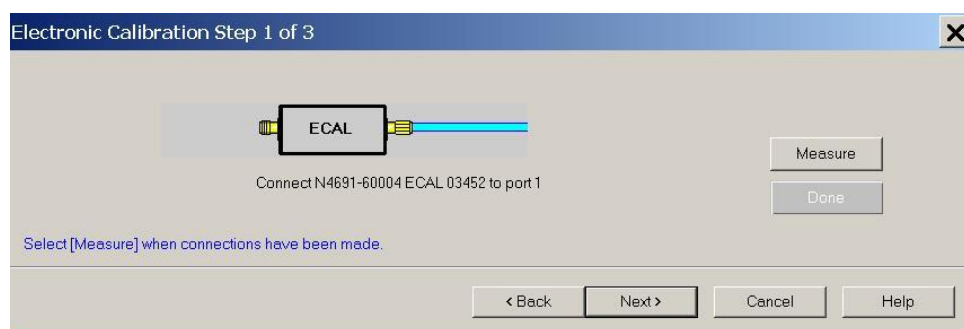 Electronic Calibration Step 1 of 3
ECAL
Connect N4691-60004 ECAL 03452 to port 1
Measure
Done
Select [Measure] when connections have been made.
< Back
Next >
Cancel
Help